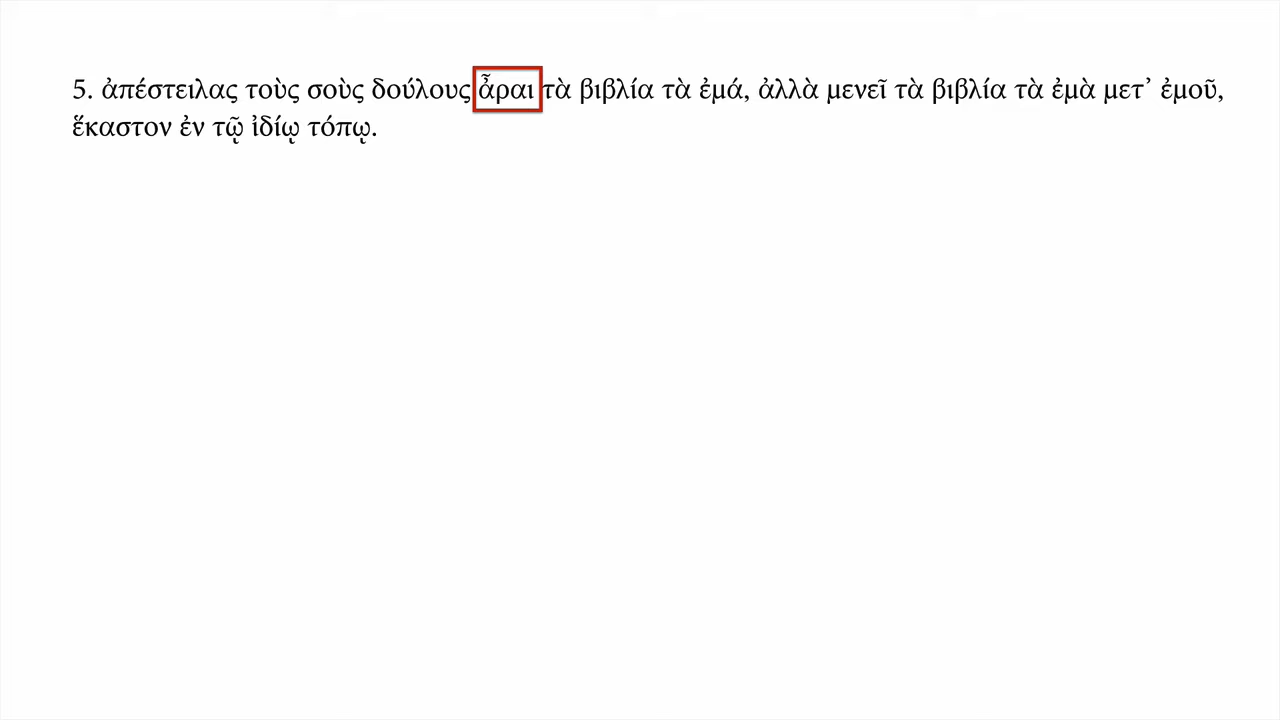 5. ἀπέστειλας τοὺς σοὺς δούλους ἆραι τὰ βιβλία τὰ ἐμά, ἀλλὰ μενεῖ τὰ βιβλία τὰ ἐμὰ μετ᾽ ἐμοῦ,
ἕκαστον ἐν τῷ ἰδίῳ τόπῳ.